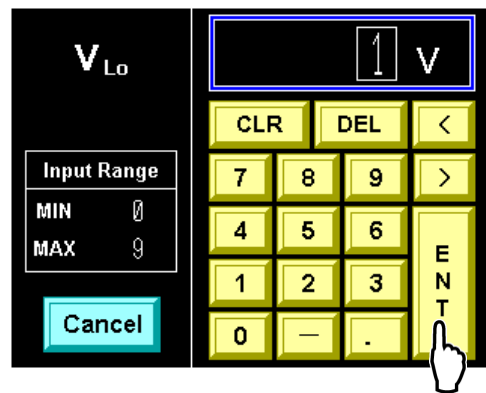 V Lo
1 V
CLR DEL <
Input Range
MIN 0
MAX 9
7 8 9 >
4 5 6
1 2 3
0 — .
ENT
Cancel